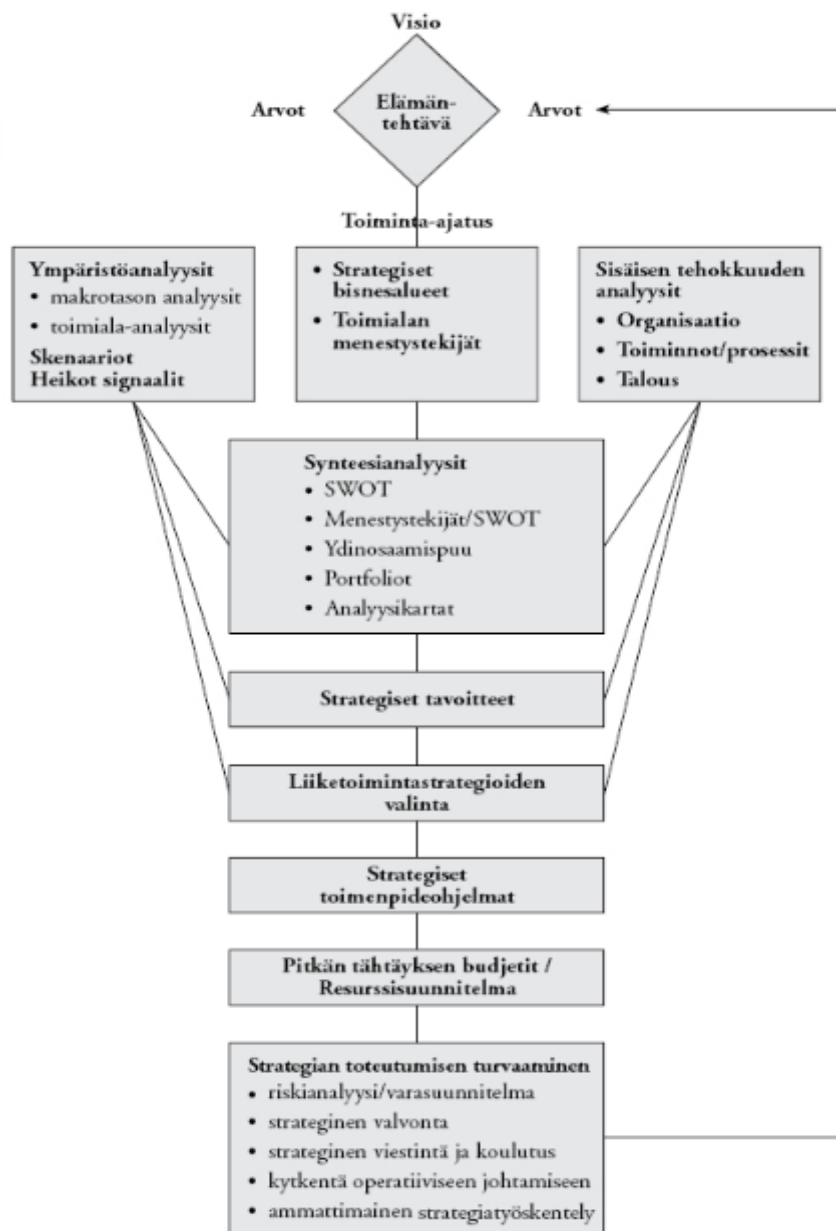 Visio
Arvot
Elämän-
tehtävä
Arvot
Toiminta-ajatus
Ympäristöanalyysit
• makrotason analyysit
• toimiala-analyysit
Skenaariot
Heikot signaalit
• Strategiset
bisnesalueet
• Toimialan
menestystekijät
Sisäisen tehokkuuden
analyysit
• Organisaatio
• Toiminnot/prosessit
• Talous
Synteesianalyysit
• SWOT
• Menestystekijät/SWOT
• Ydinosaamispuu
• Portfoliot
• Analyysikartat
Strategiset tavoitteet
Liiketoimintastrategioiden
valinta
Strategiset
toimenpideohjelmat
Pitkän tähtäyksen budjetit /
Resurssisuunnitelma
Strategian toteutumisen turvaaminen
• riskianalyysi/varasuunnitelma
• strateginen valvonta
• strateginen viestintä ja koulutus
• kytkentä operatiiviseen johtamiseen
• ammattimainen strategiatyöskentely